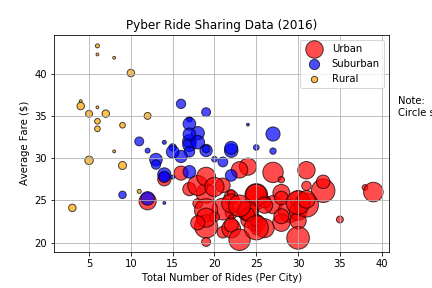 Pyber Ride Sharing Data (2016)
Urban
Suburban
Rural
Note:
Circle s
Average Fare ($)
40
35
30
25
20
5 10 15 20 25 30 35 40
Total Number of Rides (Per City)